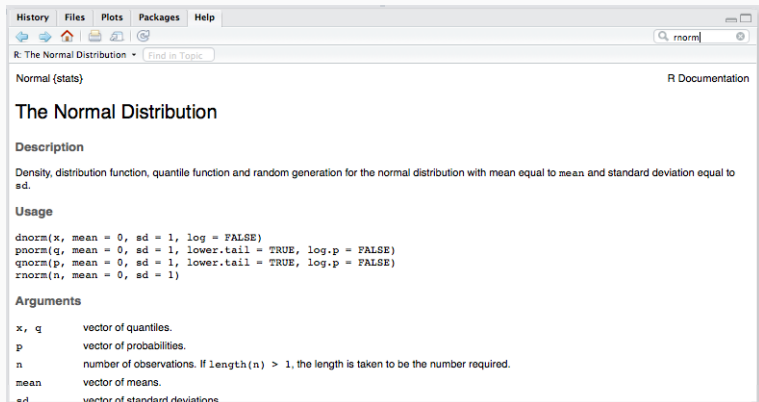 History Files Plots Packages Help
rnorm
R: The Normal Distribution Find in Topic
Normal {stats} R Documentation
The Normal Distribution
Description
Density, distribution function, quantile function and random generation for the normal distribution with mean equal to mean and standard deviation equal to
sd.
Usage
dnorm(x, mean = 0, sd = 1, log = FALSE)
pnorm(q, mean = 0, sd = 1, lower.tail = TRUE, log.p = FALSE)
qnorm(p, mean = 0, sd = 1, lower.tail = TRUE, log.p = FALSE)
rnorm(n, mean = 0, sd = 1)
Arguments
x, q vector of quantiles.
p vector of probabilities.
n number of observations. If length(n) > 1, the length is taken to be the number required.
mean vector of means.
sd vector of standard deviations